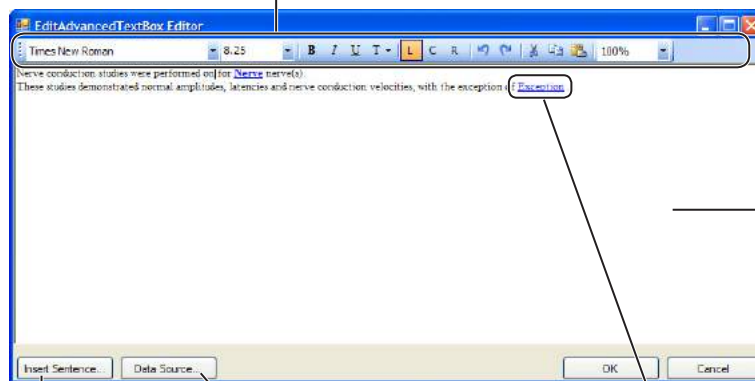 EditAdvancedTextBox Editor
Times New Roman 8.25 B I U T L C R 100%
Nerve conduction studies were performed on for Nerve nerve(s).
These studies demonstrated normal amplitudes, latencies and nerve conduction velocities, with the exception of Exception
Insert Sentence... Data Source... OK Cancel